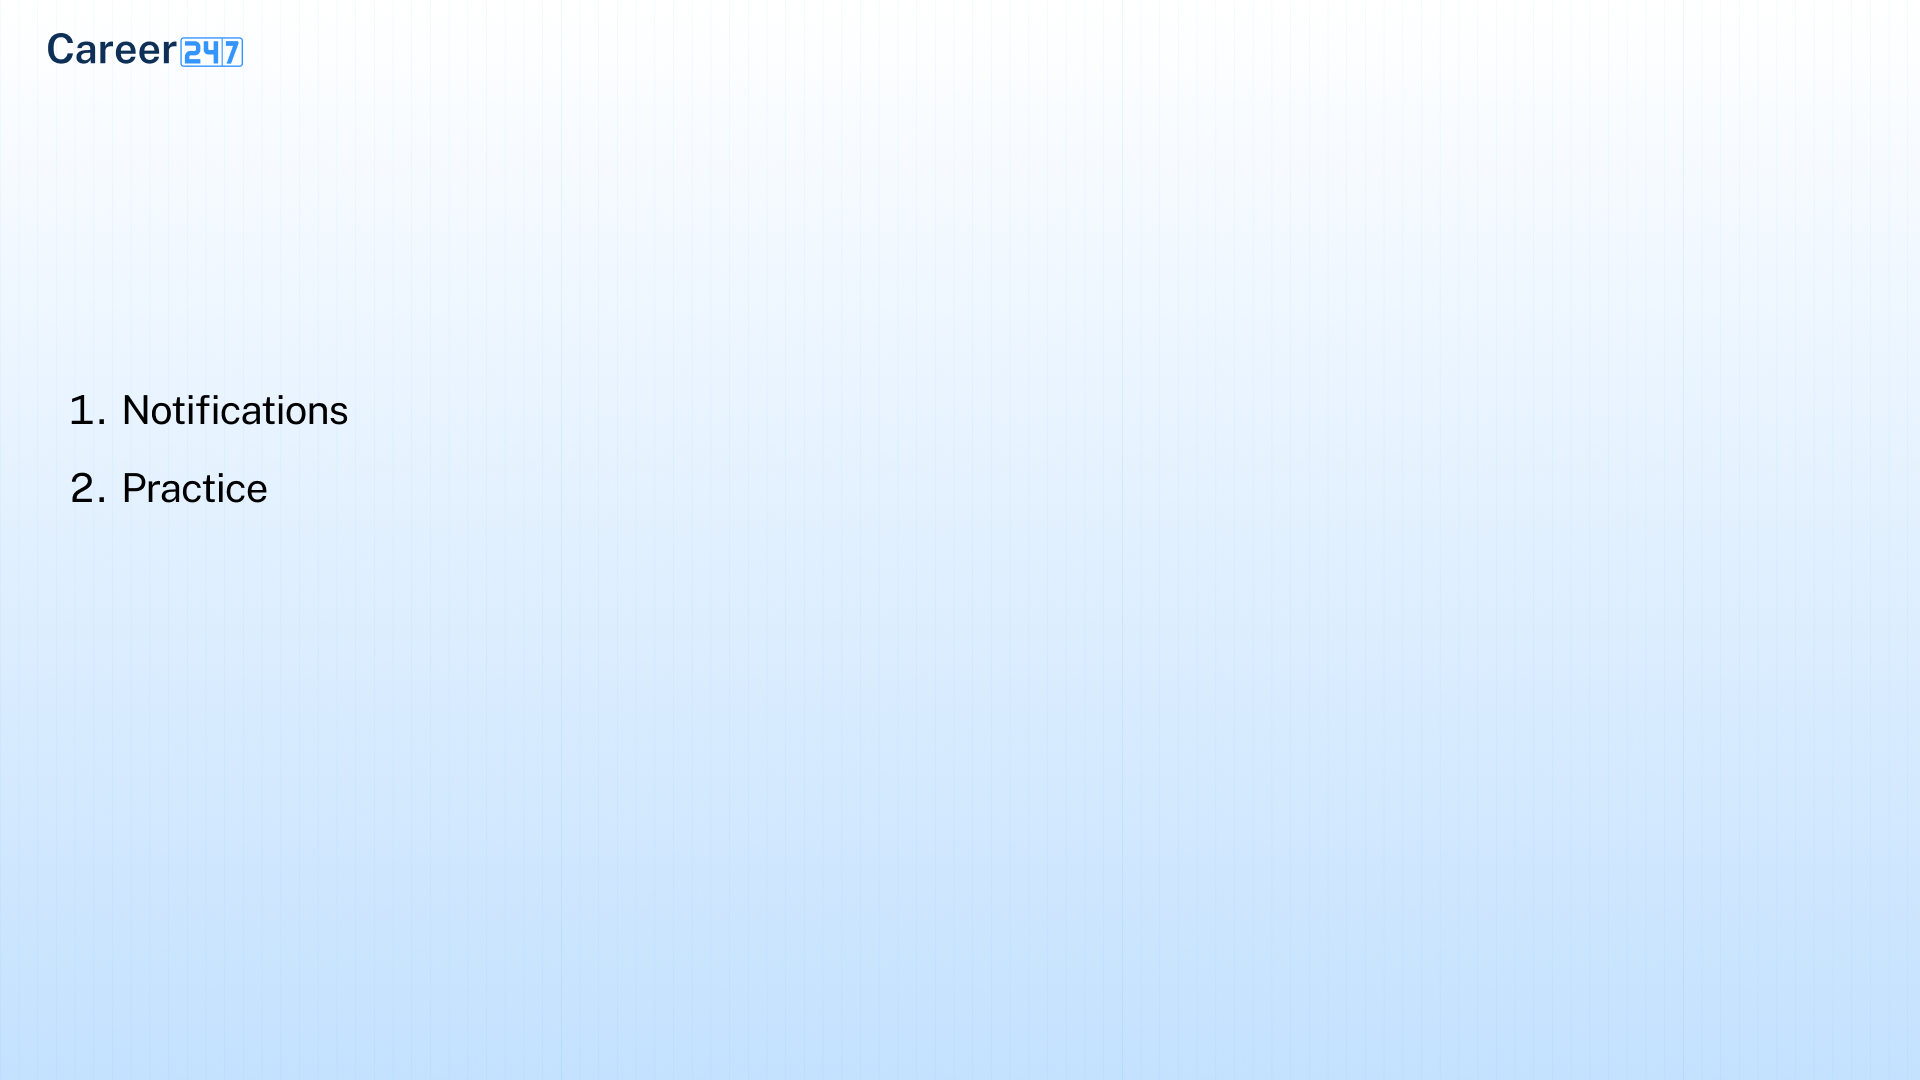 Career247
1. Notifications
2. Practice